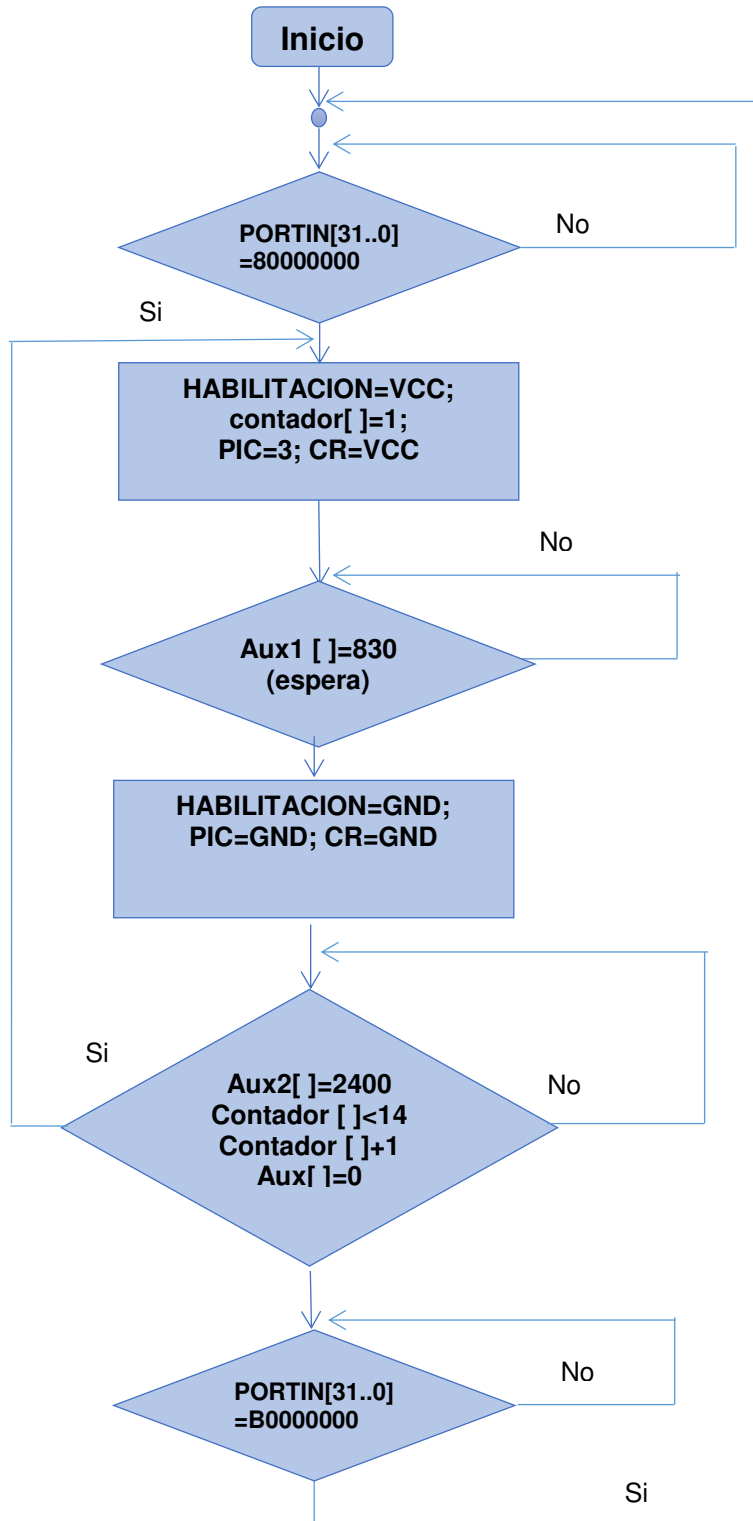 Inicio
PORTIN[31..0]
=80000000
No
Si
HABILITACION=VCC;
contador[ ]=1;
PIC=3; CR=VCC
No
Aux1 [ ]=830
(espera)
HABILITACION=GND;
PIC=GND; CR=GND
Si
Aux2[ ]=2400
Contador [ ]<14
Contador [ ]+1
Aux[ ]=0
No
PORTIN[31..0]
=B0000000
No
Si